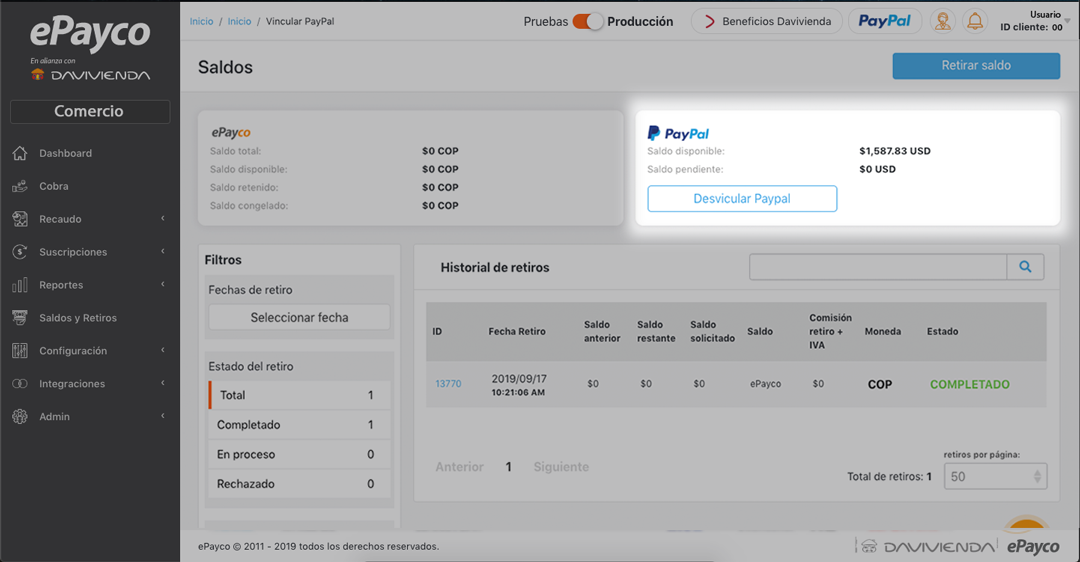 ePayco
En alianza con
DAVIVIENDA
Comercio
Dashboard
Cobra
Recaudo
Suscripciones
Reportes
Saldos y Retiros
Configuración
Integraciones
Admin
Inicio / Inicio / Vincular PayPal
Pruebas Producción
Beneficios Davivienda
PayPal
Usuario
ID cliente: 00
Saldos
Retirar saldo
ePayco
Saldo total: $0 COP
Saldo disponible: $0 COP
Saldo retenido: $0 COP
Saldo congelado: $0 COP
PayPal
Saldo disponible: $1,587.83 USD
Saldo pendiente: $0 USD
Desvicular Paypal
Filtros
Fechas de retiro
Seleccionar fecha
Estado del retiro
Total 1
Completado 1
En proceso 0
Rechazado 0
Historial de retiros
ID Fecha Retiro Saldo anterior Saldo restante Saldo solicitado Saldo Comisión retiro + IVA Moneda Estado
13770 2019/09/17 10:21:06 AM $0 $0 $0 ePayco $0 COP COMPLETADO
Anterior 1 Siguiente
retiros por página:
Total de retiros: 1 50
ePayco © 2011 - 2019 todos los derechos reservados.
DAVIVIENDA ePayco